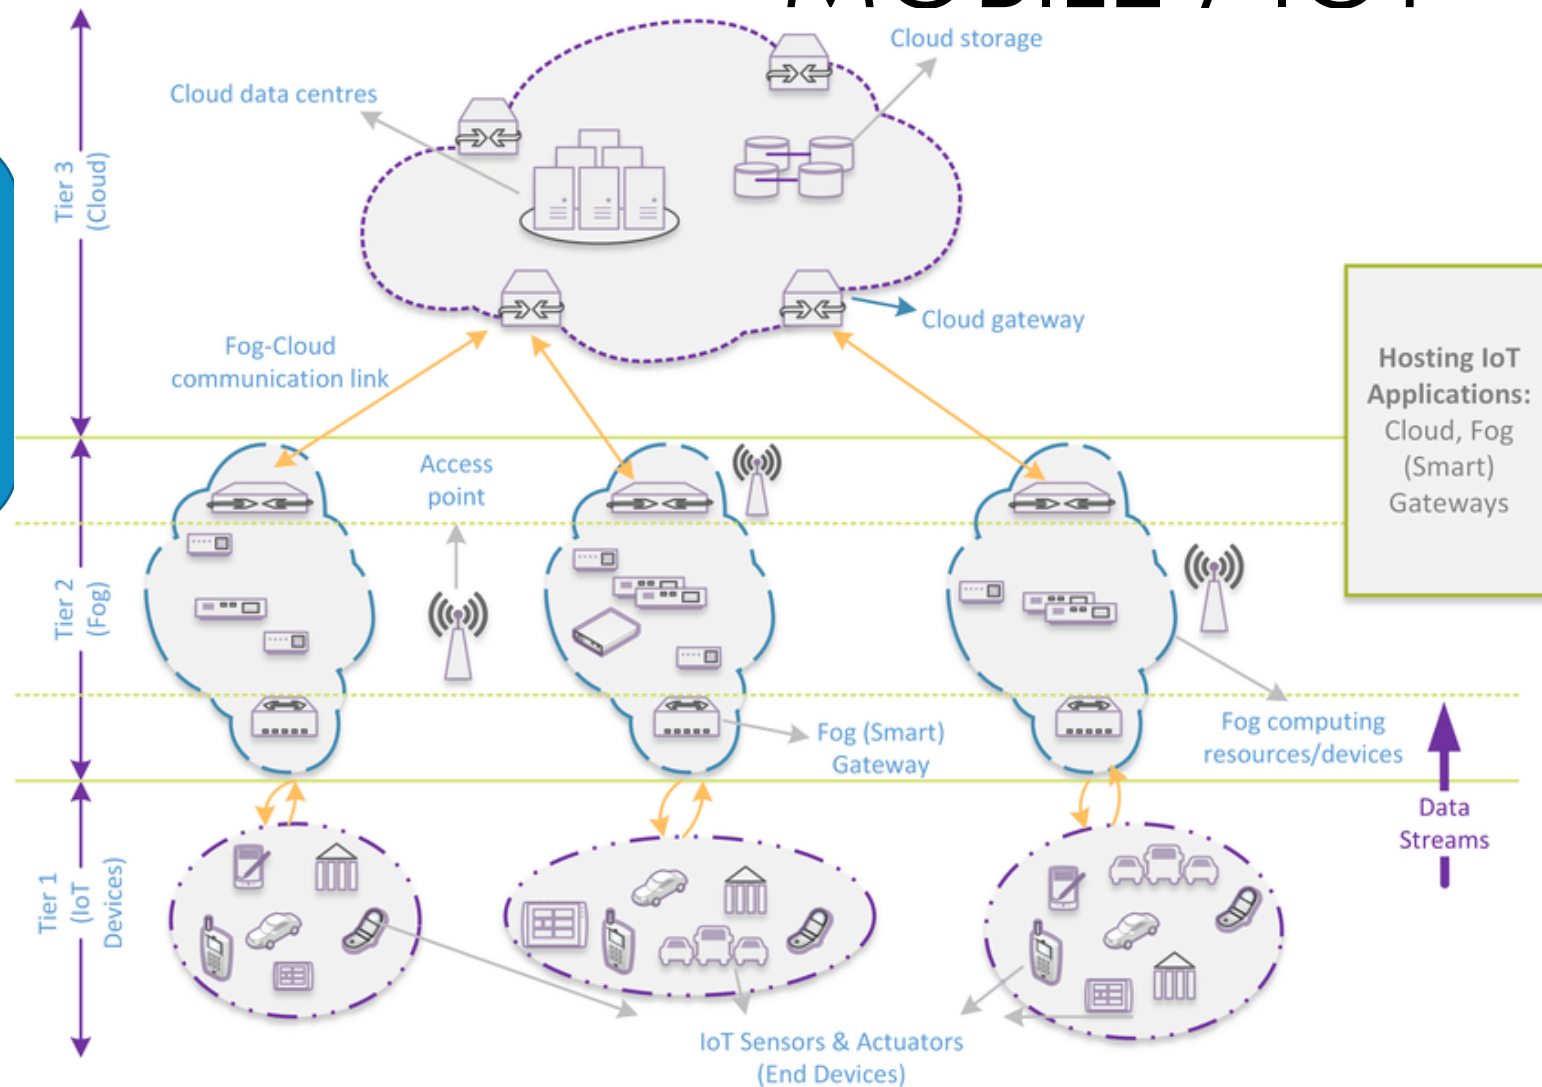 MOBILE / IOT
Cloud storage
Cloud data centres
Tier 3
(Cloud)
Cloud gateway
Fog-Cloud
communication link
Hosting IoT
Applications:
Cloud, Fog
(Smart)
Gateways
Access
point
Tier 2
(Fog)
Fog (Smart)
Gateway
Fog computing
resources/devices
Data
Streams
Tier 1
(IoT
Devices)
IoT Sensors & Actuators
(End Devices)